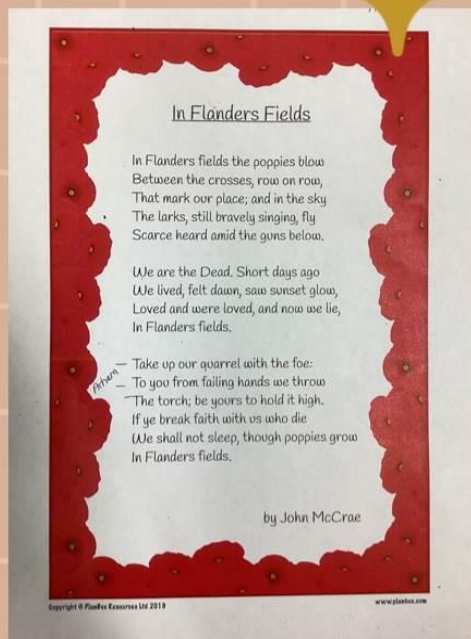 In Flanders Fields
In Flanders fields the poppies blow
Between the crosses, row on row,
That mark our place; and in the sky
The larks, still bravely singing, fly
Scarce heard amid the guns below.
We are the Dead. Short days ago
We lived, felt dawn, saw sunset glow,
Loved and were loved, and now we lie,
In Flanders fields.
Take up our quarrel with the foe:
To you from failing hands we throw
The torch; be yours to hold it high.
If ye break faith with us who die
We shall not sleep, though poppies grow
In Flanders fields.
by John McCrae
Copyright © PlanBee Resources Ltd 2018
www.planbee.com